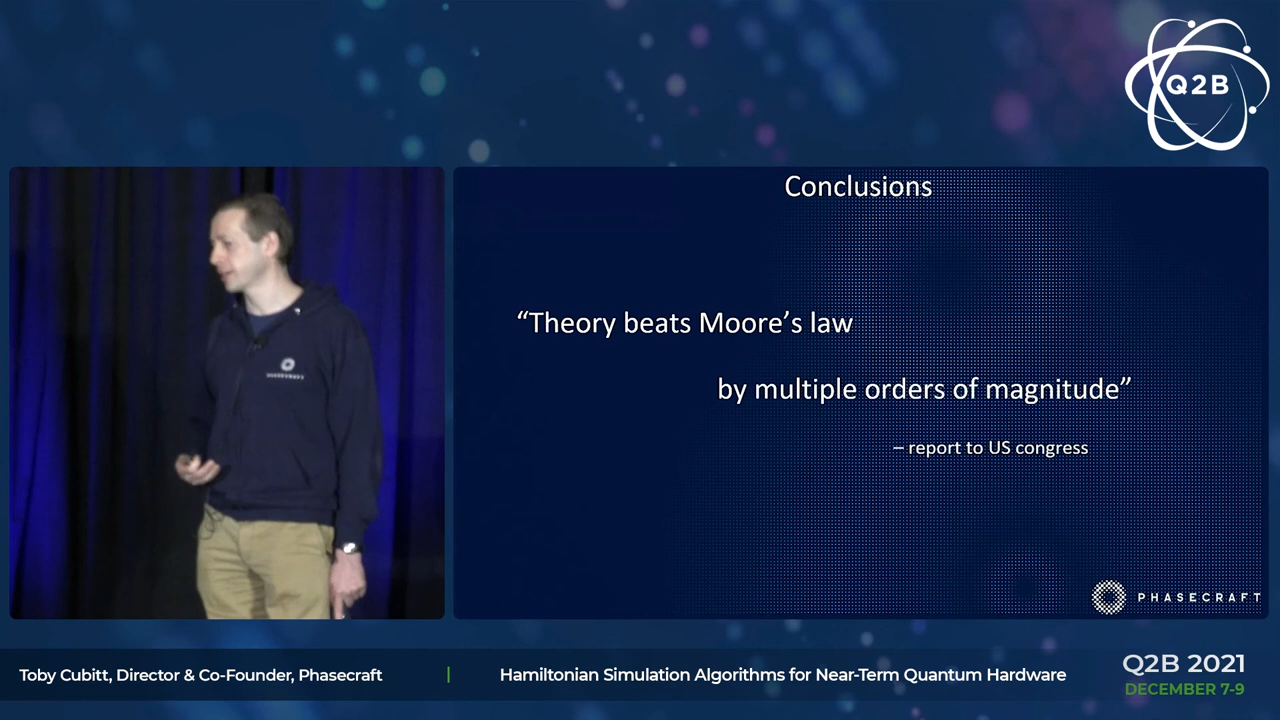 Q2B
Conclusions
“Theory beats Moore’s law
by multiple orders of magnitude”
– report to US congress
PHASECRAFT
Toby Cubitt, Director & Co-Founder, Phasecraft
Hamiltonian Simulation Algorithms for Near-Term Quantum Hardware
Q2B 2021
DECEMBER 7-9